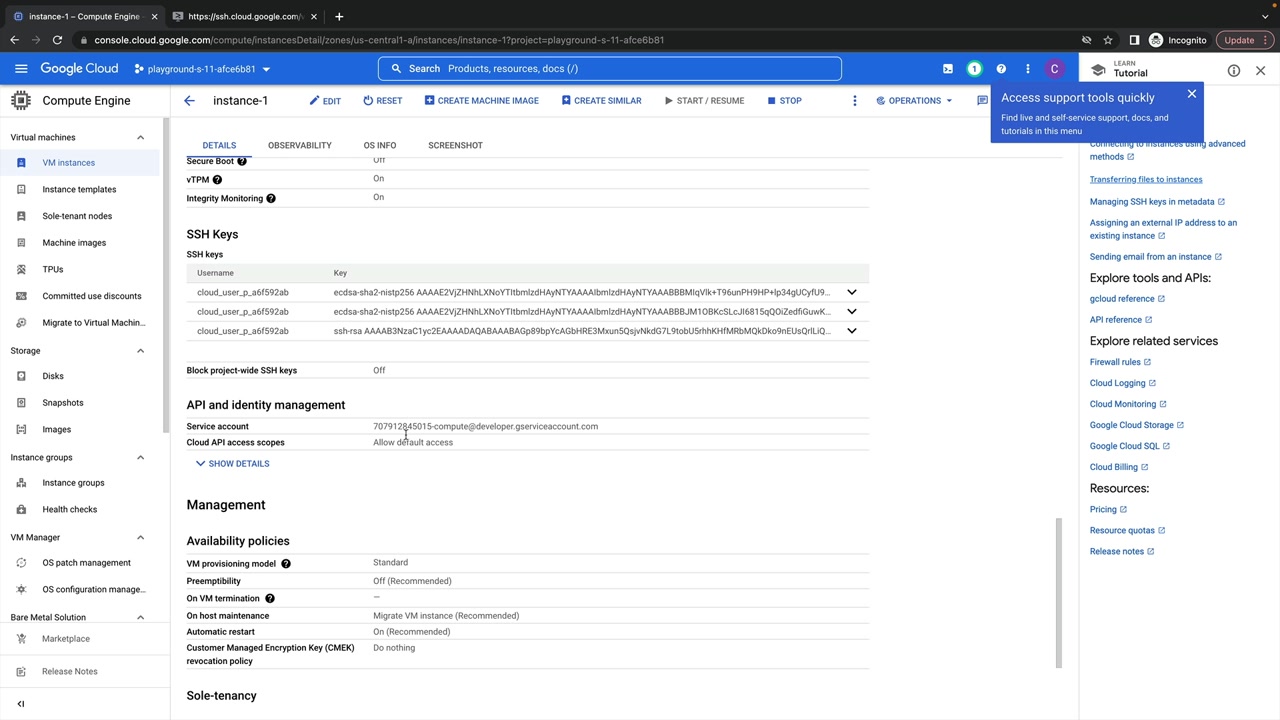 instance-1 – Compute Engine
https://ssh.cloud.google.com/
console.cloud.google.com/compute/instancesDetail/zones/us-central1-a/instances/instance-1?project=playground-s-11-afce6b81
Incognito
Update
Google Cloud
playground-s-11-afce6b81
Search Products, resources, docs (/)
1
C
LEARN
Tutorial
Compute Engine
instance-1
EDIT
RESET
CREATE MACHINE IMAGE
CREATE SIMILAR
START / RESUME
STOP
OPERATIONS
Access support tools quickly
Find live and self-service support, docs, and
tutorials in this menu
DETAILS
OBSERVABILITY
OS INFO
SCREENSHOT
Virtual machines
VM instances
Instance templates
Sole-tenant nodes
Machine images
TPUs
Committed use discounts
Migrate to Virtual Machin...
Storage
Disks
Snapshots
Images
Instance groups
Instance groups
Health checks
VM Manager
OS patch management
OS configuration manage...
Bare Metal Solution
Marketplace
Release Notes
Secure Boot Off
vTPM On
Integrity Monitoring On
SSH Keys
SSH keys
Username Key
cloud_user_p_a6f592ab
cloud_user_p_a6f592ab
cloud_user_p_a6f592ab
Block project-wide SSH keys Off
API and identity management
Service account 707912845015-compute@developer.gserviceaccount.com
Cloud API access scopes Allow default access
SHOW DETAILS
Management
Availability policies
VM provisioning model Standard
Preemptibility Off (Recommended)
On VM termination —
On host maintenance Migrate VM instance (Recommended)
Automatic restart On (Recommended)
Customer Managed Encryption Key (CMEK) Do nothing
revocation policy
Sole-tenancy
Connecting to instances using advanced
methods
Transferring files to instances
Managing SSH keys in metadata
Assigning an external IP address to an
existing instance
Sending email from an instance
Explore tools and APIs:
gcloud reference
API reference
Explore related services
Firewall rules
Cloud Logging
Cloud Monitoring
Google Cloud Storage
Google Cloud SQL
Cloud Billing
Resources:
Pricing
Resource quotas
Release notes